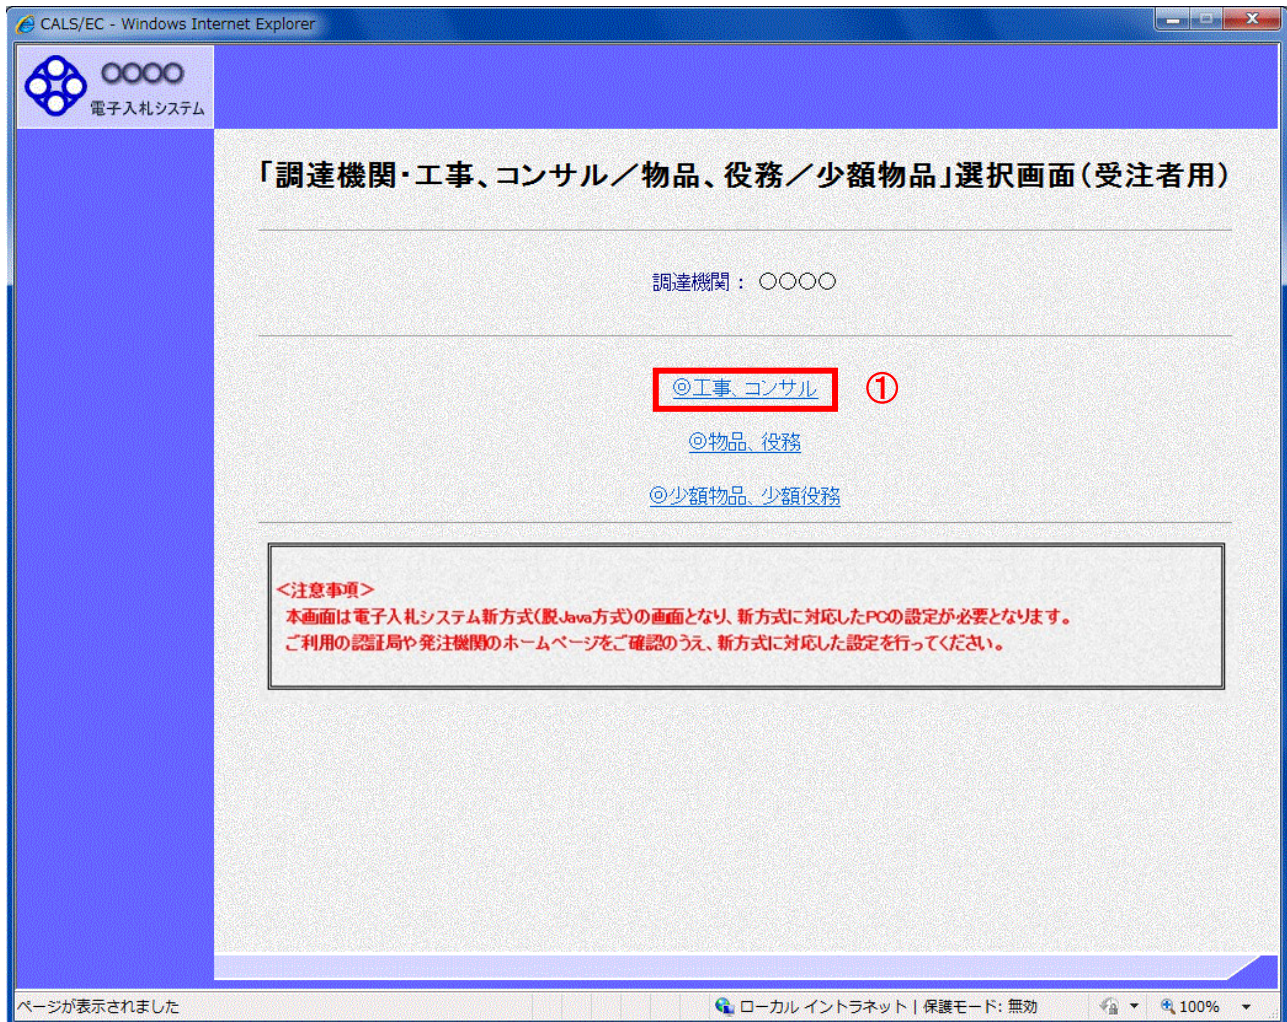 CALS/EC - Windows Internet Explorer
○○○○
電子入札システム
「調達機関・工事、コンサル／物品、役務／少額物品」選択画面（受注者用）
調達機関： ○○○○
◎工事、コンサル ①
◎物品、役務
◎少額物品、少額役務
＜注意事項＞
本画面は電子入札システム新方式(脱Java方式)の画面となり、新方式に対応したPCの設定が必要となります。
ご利用の認証局や発注機関のホームページをご確認のうえ、新方式に対応した設定を行ってください。
ページが表示されました ローカル イントラネット | 保護モード: 無効 100%